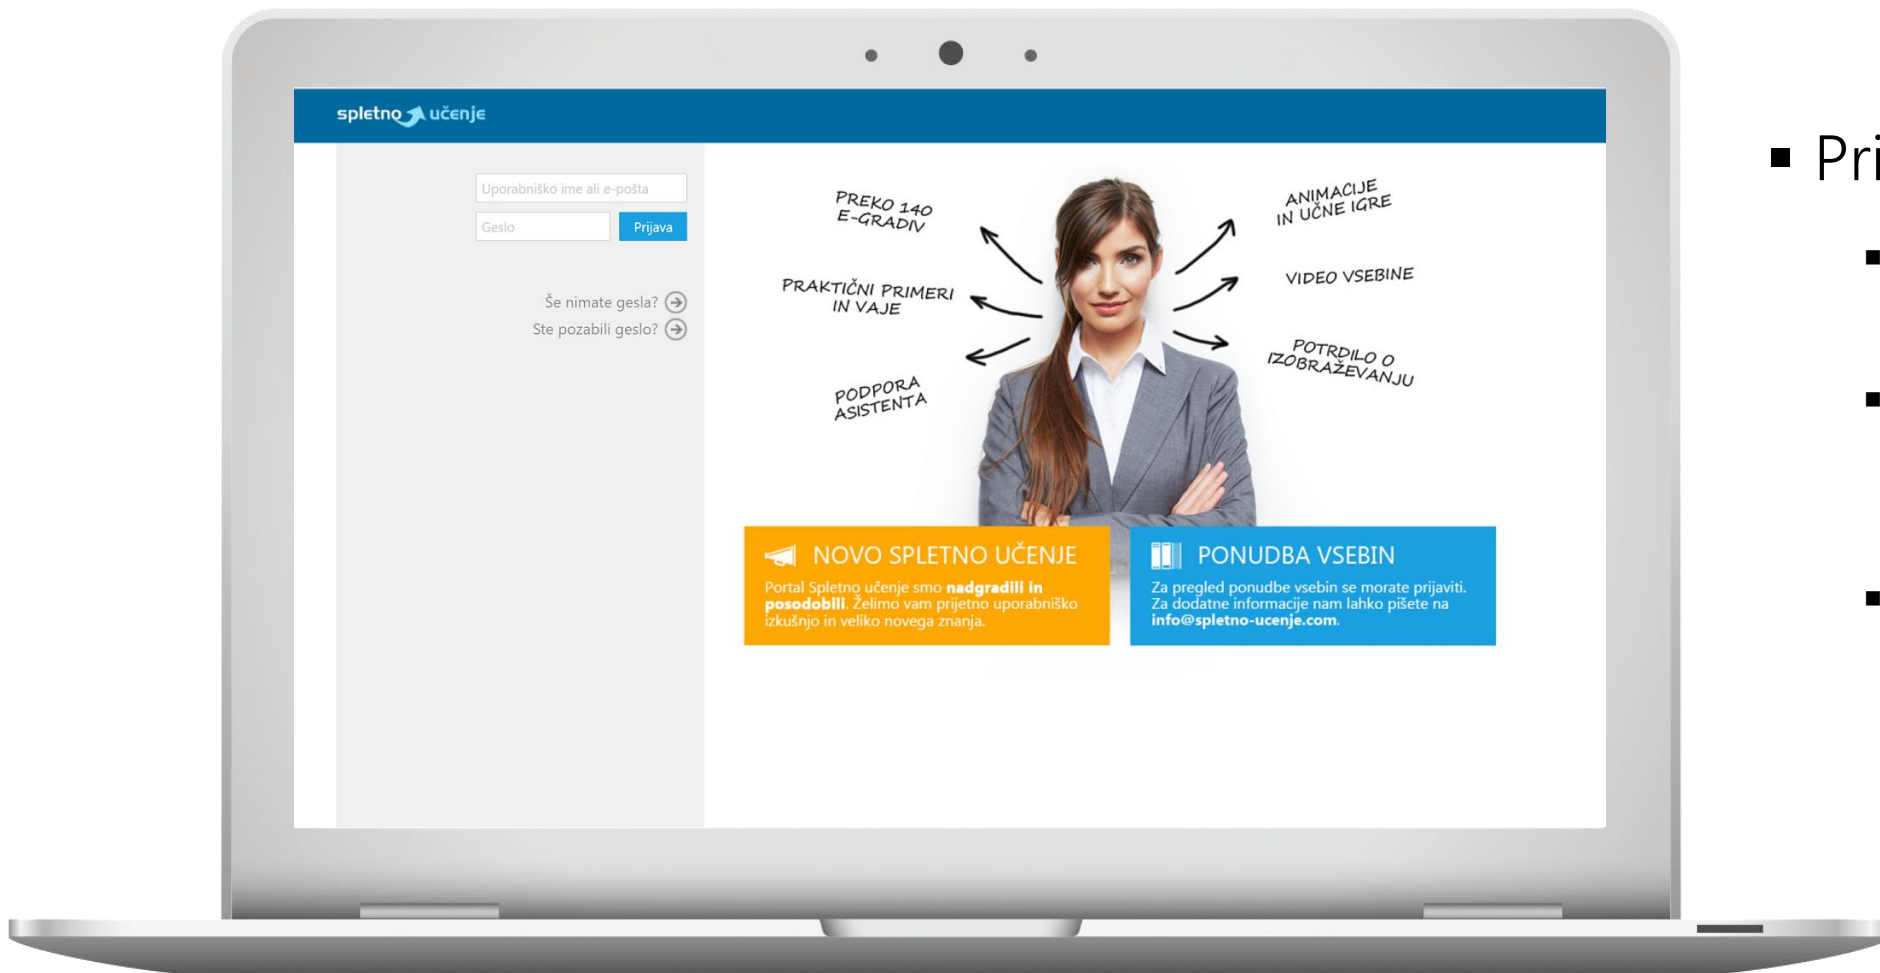 spletno učenje
Uporabniško ime ali e-pošta
Geslo
Prijava
Še nimate gesla?
Ste pozabili geslo?
PREKO 140
E-GRADIV
PRAKTIČNI PRIMERI
IN VAJE
PODPORA
ASISTENTA
ANIMACIJE
IN UČNE IGRE
VIDEO VSEBINE
POTRDILO O
IZOBRAŽEVANJU
NOVO SPLETNO UČENJE
Portal Spletno učenje smo nadgradili in
posodobili. Želimo vam prijetno uporabniško
izkušnjo in veliko novega znanja.
PONUDBA VSEBIN
Za pregled ponudbe vsebin se morate prijaviti.
Za dodatne informacije nam lahko pišete na
info@spletno-ucenje.com.